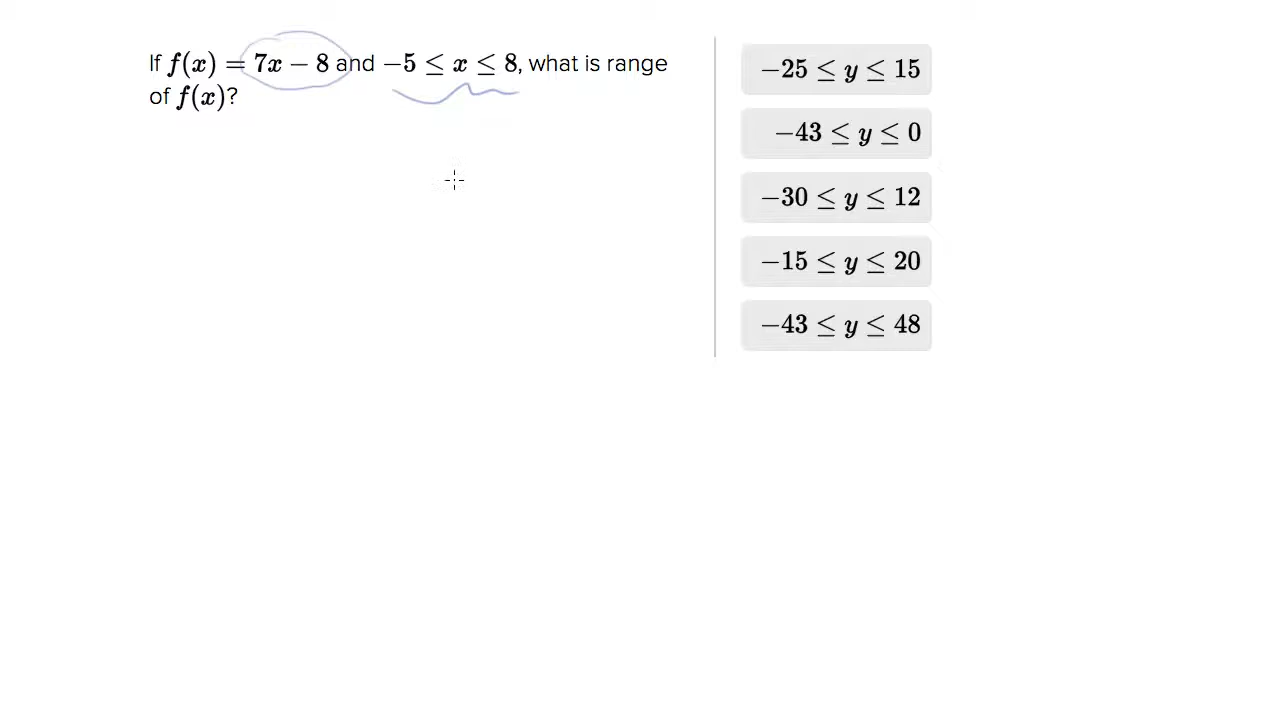 If f(x) = 7x − 8 and −5 ≤ x ≤ 8, what is range
of f(x)?
−25 ≤ y ≤ 15
−43 ≤ y ≤ 0
−30 ≤ y ≤ 12
−15 ≤ y ≤ 20
−43 ≤ y ≤ 48